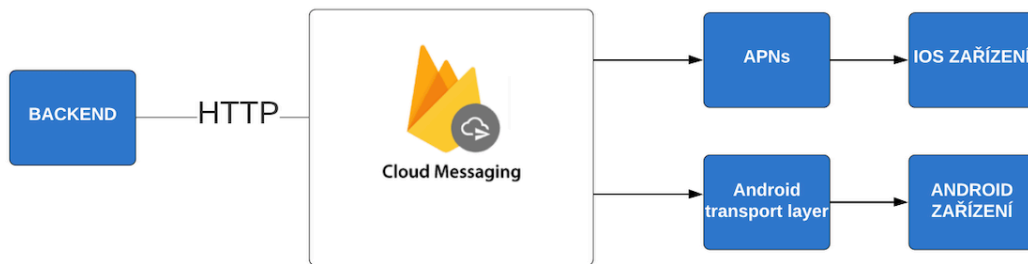 BACKEND
HTTP
Cloud Messaging
APNs
IOS ZAŘÍZENÍ
Android
transport layer
ANDROID
ZAŘÍZENÍ